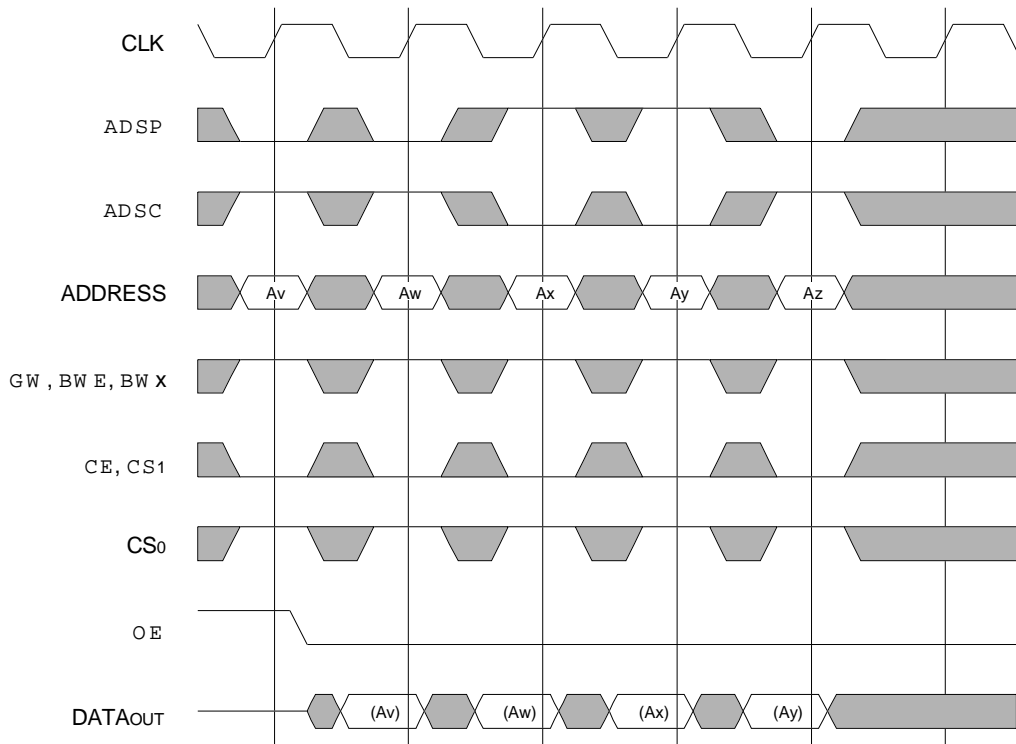 CLK
ADSP
ADSC
ADDRESS Av Aw Ax Ay Az
GW, BWE, BWx
CE, CS1
CS0
OE
DATAOUT (Av) (Aw) (Ax) (Ay)